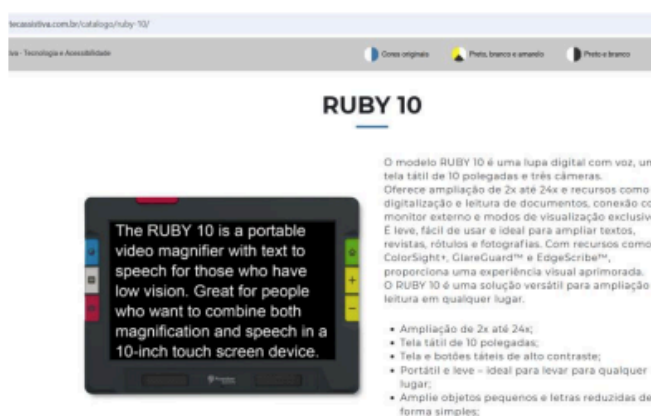 tecassistiva.com.br/catalogo/ruby-10/
iva - Tecnologia e Acessibilidade
Cores originais
Preto, branco e amarelo
Preto e branco
RUBY 10
The RUBY 10 is a portable
video magnifier with text to
speech for those who have
low vision. Great for people
who want to combine both
magnification and speech in a
10-inch touch screen device.
O modelo RUBY 10 é uma lupa digital com voz, um
tela tátil de 10 polegadas e três câmeras.
Oferece ampliação de 2x até 24x e recursos como
digitalização e leitura de documentos, conexão co
monitor externo e modos de visualização exclusiv
É leve, fácil de usar e ideal para ampliar textos,
revistas, rótulos e fotografias. Com recursos como
ColorSight+, GlareGuard™ e EdgeScribe™,
proporciona uma experiência visual aprimorada.
O RUBY 10 é uma solução versátil para ampliação
leitura em qualquer lugar.
• Ampliação de 2x até 24x;
• Tela tátil de 10 polegadas;
• Tela e botões táteis de alto contraste;
• Portátil e leve – ideal para levar para qualquer
lugar;
• Amplie objetos pequenos e letras reduzidas de
forma simples;